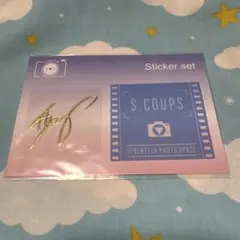 Sticker set
S.COUPS
SEVENTEEN PHOTO SPACE